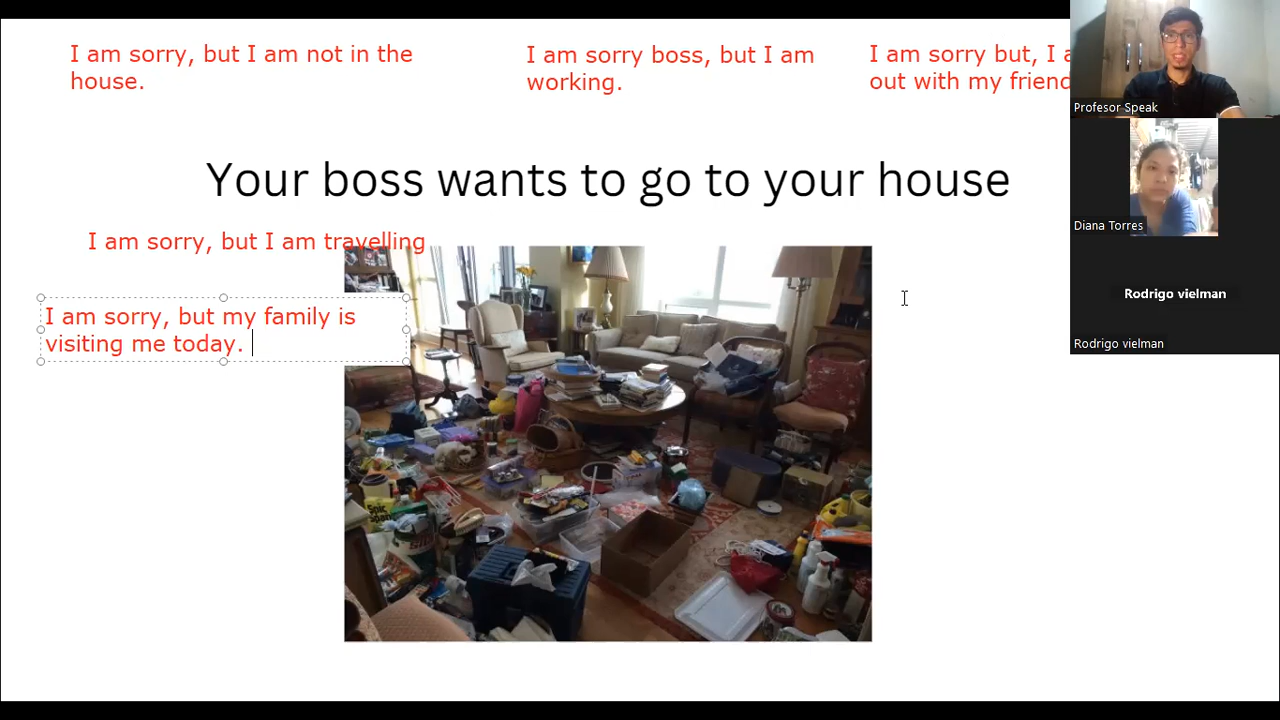 I am sorry, but I am not in the
house.
I am sorry boss, but I am
working.
I am sorry but, I
out with my friend
Your boss wants to go to your house
I am sorry, but I am travelling
I am sorry, but my family is
visiting me today.
Profesor Speak
Diana Torres
Rodrigo vielman
Rodrigo vielman
Spic
Span